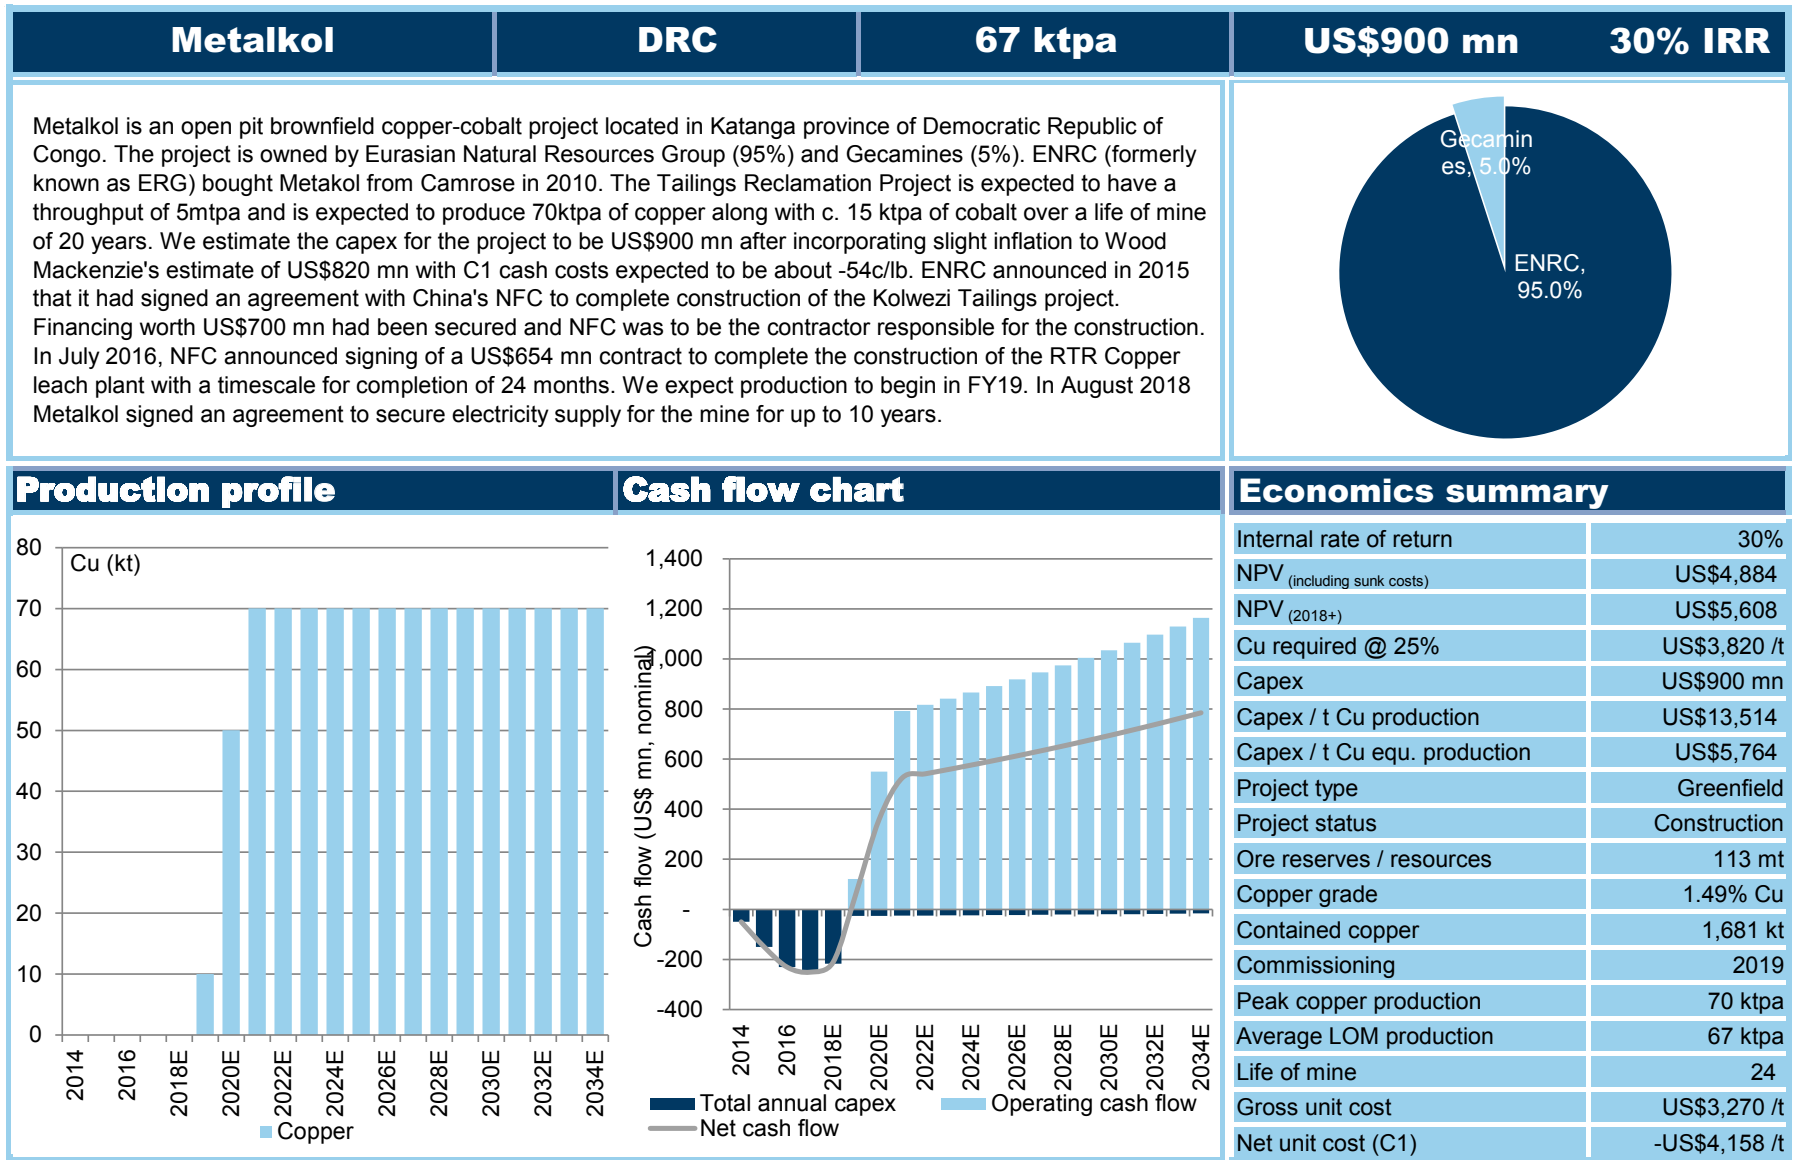 Metalkol DRC 67 ktpa US$900 mn 30% IRR
Metalkol is an open pit brownfield copper-cobalt project located in Katanga province of Democratic Republic of
Congo. The project is owned by Eurasian Natural Resources Group (95%) and Gecamines (5%). ENRC (formerly
known as ERG) bought Metakol from Camrose in 2010. The Tailings Reclamation Project is expected to have a
throughput of 5mtpa and is expected to produce 70ktpa of copper along with c. 15 ktpa of cobalt over a life of mine
of 20 years. We estimate the capex for the project to be US$900 mn after incorporating slight inflation to Wood
Mackenzie's estimate of US$820 mn with C1 cash costs expected to be about -54c/lb. ENRC announced in 2015
that it had signed an agreement with China's NFC to complete construction of the Kolwezi Tailings project.
Financing worth US$700 mn had been secured and NFC was to be the contractor responsible for the construction.
In July 2016, NFC announced signing of a US$654 mn contract to complete the construction of the RTR Copper
leach plant with a timescale for completion of 24 months. We expect production to begin in FY19. In August 2018
Metalkol signed an agreement to secure electricity supply for the mine for up to 10 years.
Gecamin
es, 5.0%
ENRC,
95.0%
Production profile
Cu (kt)
80
70
60
50
40
30
20
10
0
2014 2016 2018E 2020E 2022E 2024E 2026E 2028E 2030E 2032E 2034E
Copper
Cash flow chart
Cash flow (US$ mn, nominal)
1,400
1,200
1,000
800
600
400
200
-
-200
-400
2014 2016 2018E 2020E 2022E 2024E 2026E 2028E 2030E 2032E 2034E
Total annual capex Operating cash flow
Net cash flow
Economics summary
Internal rate of return 30%
NPV (including sunk costs) US$4,884
NPV (2018+) US$5,608
Cu required @ 25% US$3,820 /t
Capex US$900 mn
Capex / t Cu production US$13,514
Capex / t Cu equ. production US$5,764
Project type Greenfield
Project status Construction
Ore reserves / resources 113 mt
Copper grade 1.49% Cu
Contained copper 1,681 kt
Commissioning 2019
Peak copper production 70 ktpa
Average LOM production 67 ktpa
Life of mine 24
Gross unit cost US$3,270 /t
Net unit cost (C1) -US$4,158 /t